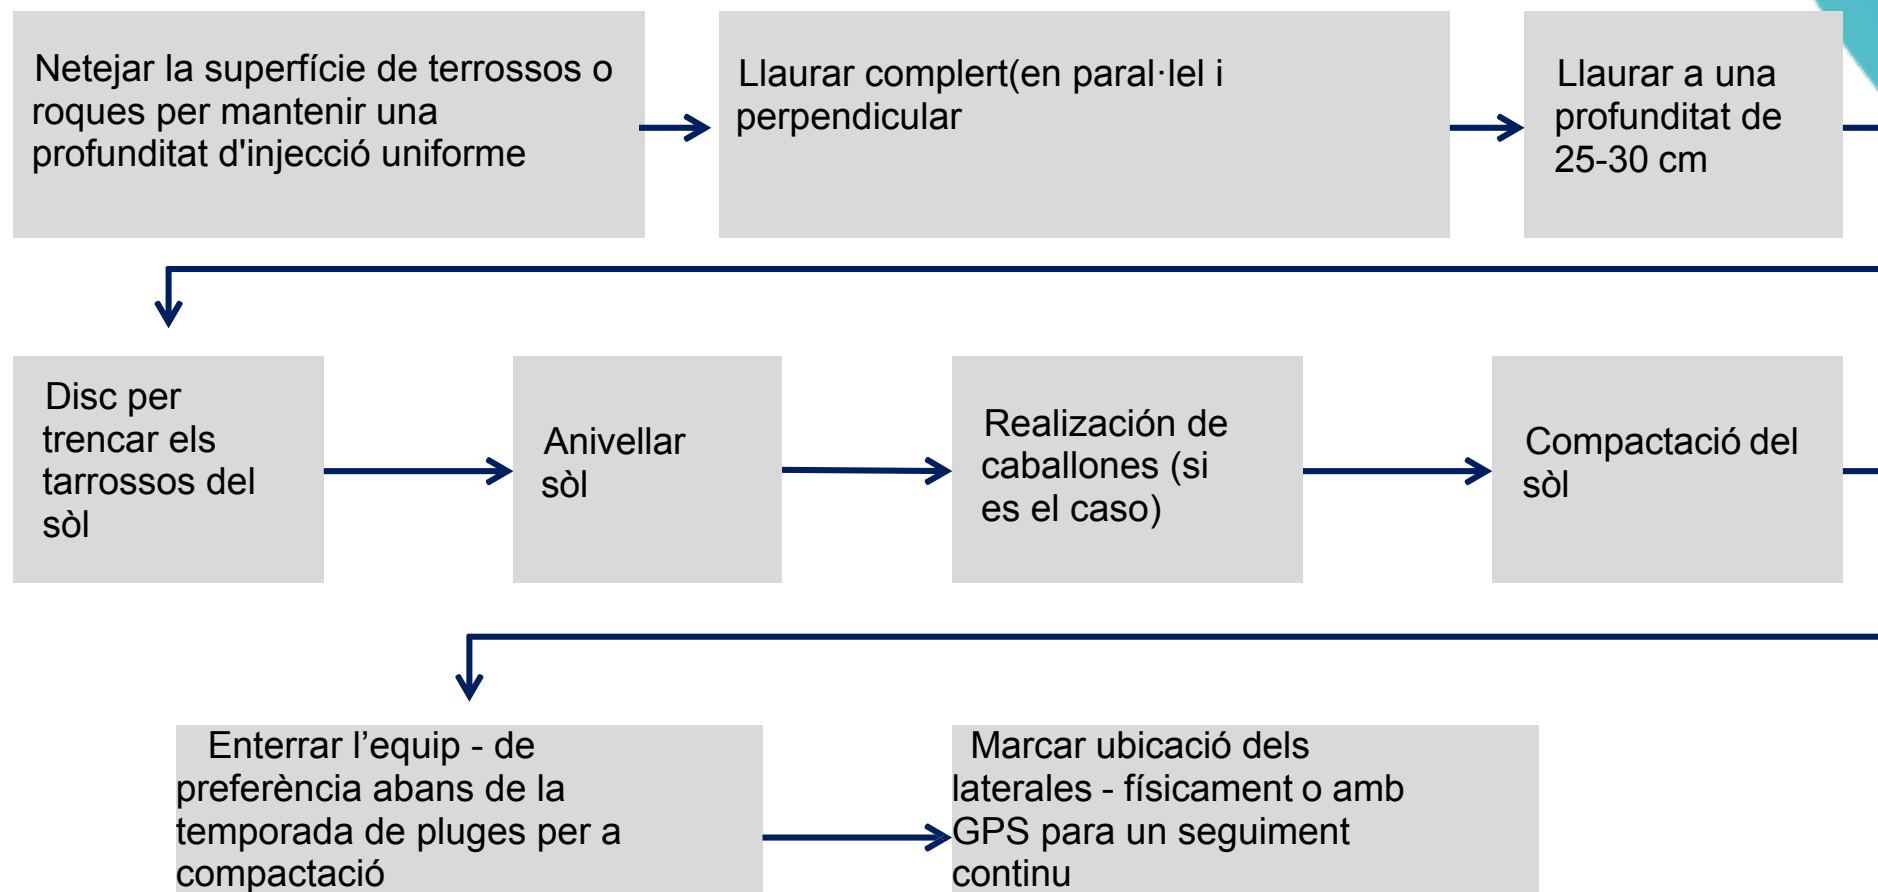 Netejar la superfície de terrossos o
roques per mantenir una
profunditat d'injecció uniforme
Llaurar complert(en paral·lel i
perpendicular
Llaurar a una
profunditat de
25-30 cm
Disc per
trencar els
tarrossos del
sòl
Anivellar
sòl
Realización de
caballones (si
es el caso)
Compactació del
sòl
Enterrar l’equip - de
preferència abans de la
temporada de pluges per a
compactació
Marcar ubicació dels
laterales - físicament o amb
GPS para un seguiment
continu